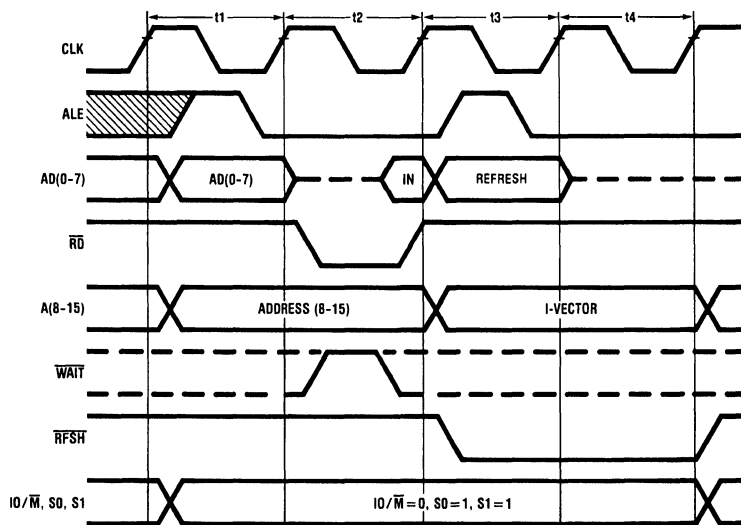 t1 t2 t3 t4
CLK
ALE
AD(0-7) AD(0-7) IN REFRESH
RD
A(8-15) ADDRESS (8-15) I-VECTOR
WAIT
RFSH
IO/M, S0, S1 IO/M=0, S0=1, S1=1